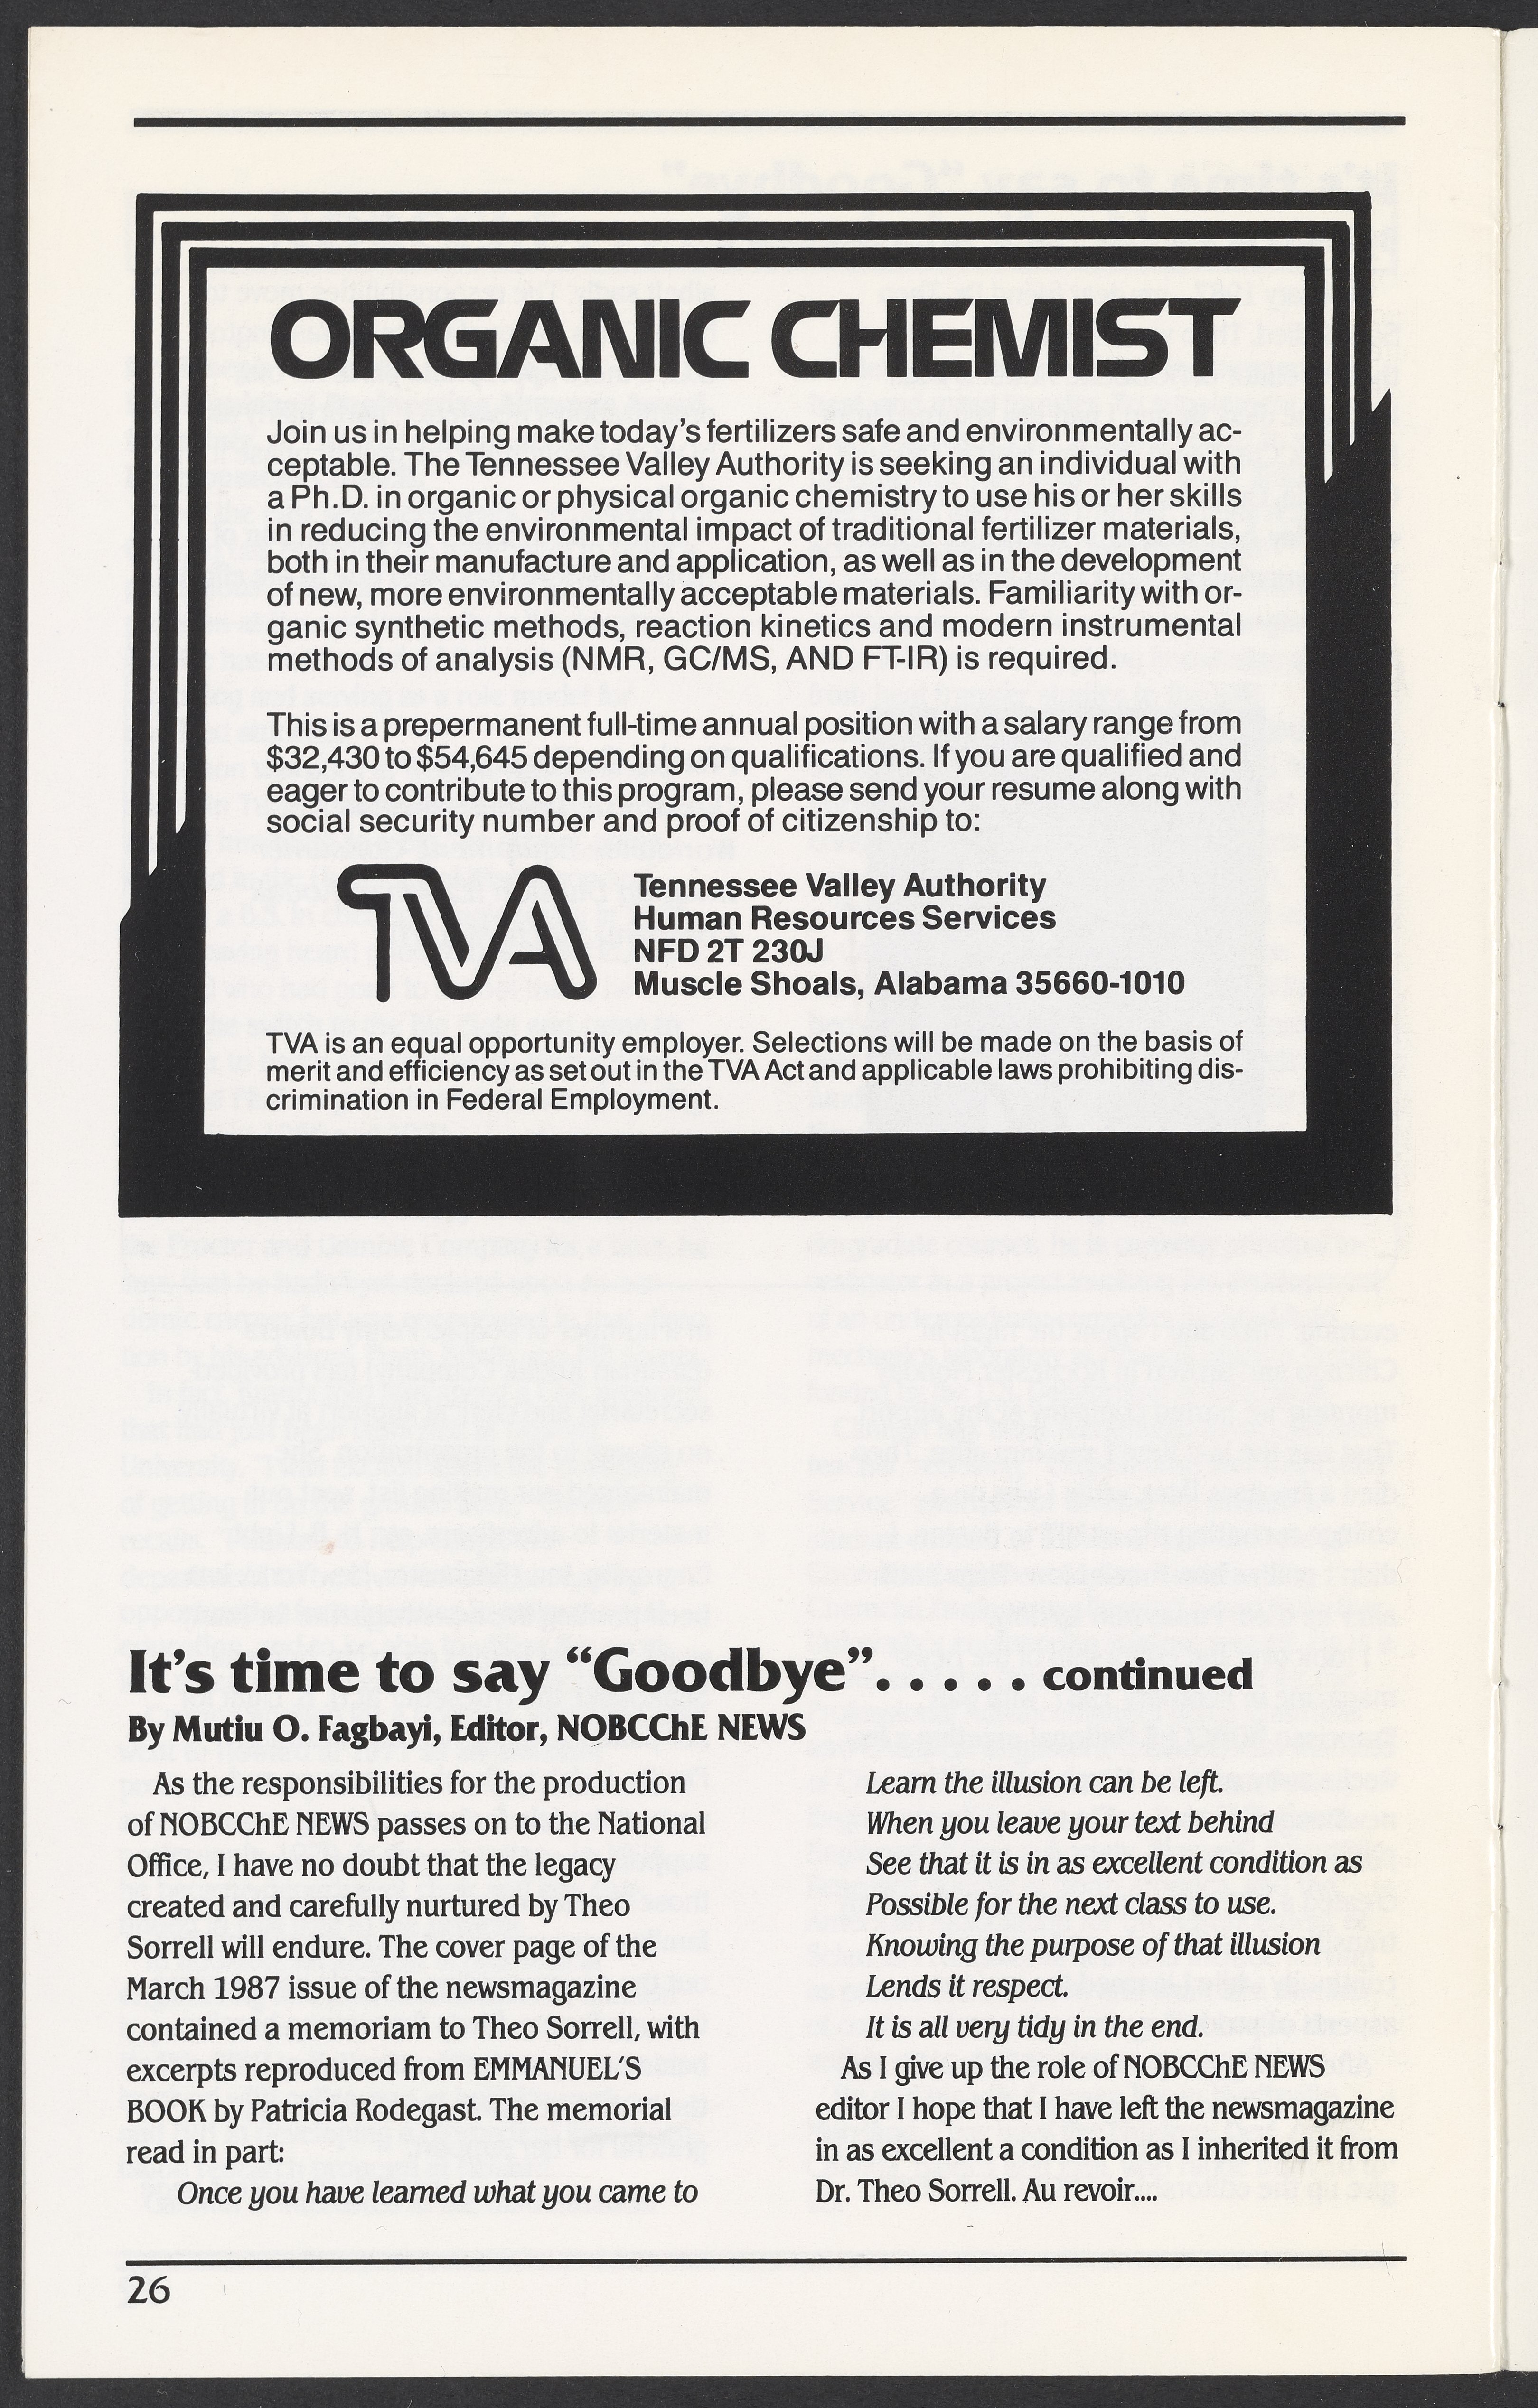 ORGANIC CHEMIST
Join us in helping make today's fertilizers safe and environmentally ac-
ceptable. The Tennessee Valley Authority is seeking an individual with
a Ph.D. in organic or physical organic chemistry to use his or her skills
in reducing the environmental impact of traditional fertilizer materials,
both in their manufacture and application, as well as in the development
of new, more environmentally acceptable materials. Familiarity with or-
ganic synthetic methods, reaction kinetics and modern instrumental
methods of analysis (NMR, GC/MS, AND FT-IR) is required.
This is a prepermanent full-time annual position with a salary range from
$32,430 to $54,645 depending on qualifications. If you are qualified and
eager to contribute to this program, please send your resume along with
social security number and proof of citizenship to:
TVA
Tennessee Valley Authority
Human Resources Services
NFD 2T 230J
Muscle Shoals, Alabama 35660-1010
TVA is an equal opportunity employer. Selections will be made on the basis of
merit and efficiency as set out in the TVA Act and applicable laws prohibiting dis-
crimination in Federal Employment.
It's time to say “Goodbye”. . . . . continued
By Mutiu O. Fagbayi, Editor, NOBCChE NEWS
As the responsibilities for the production
of NOBCChE NEWS passes on to the National
Office, I have no doubt that the legacy
created and carefully nurtured by Theo
Sorrell will endure. The cover page of the
March 1987 issue of the newsmagazine
contained a memoriam to Theo Sorrell, with
excerpts reproduced from EMMANUEL'S
BOOK by Patricia Rodegast. The memorial
read in part:
Once you have learned what you came to
Learn the illusion can be left.
When you leave your text behind
See that it is in as excellent condition as
Possible for the next class to use.
Knowing the purpose of that illusion
Lends it respect.
It is all very tidy in the end.
As I give up the role of NOBCChE NEWS
editor I hope that I have left the newsmagazine
in as excellent a condition as I inherited it from
Dr. Theo Sorrell. Au revoir....
26